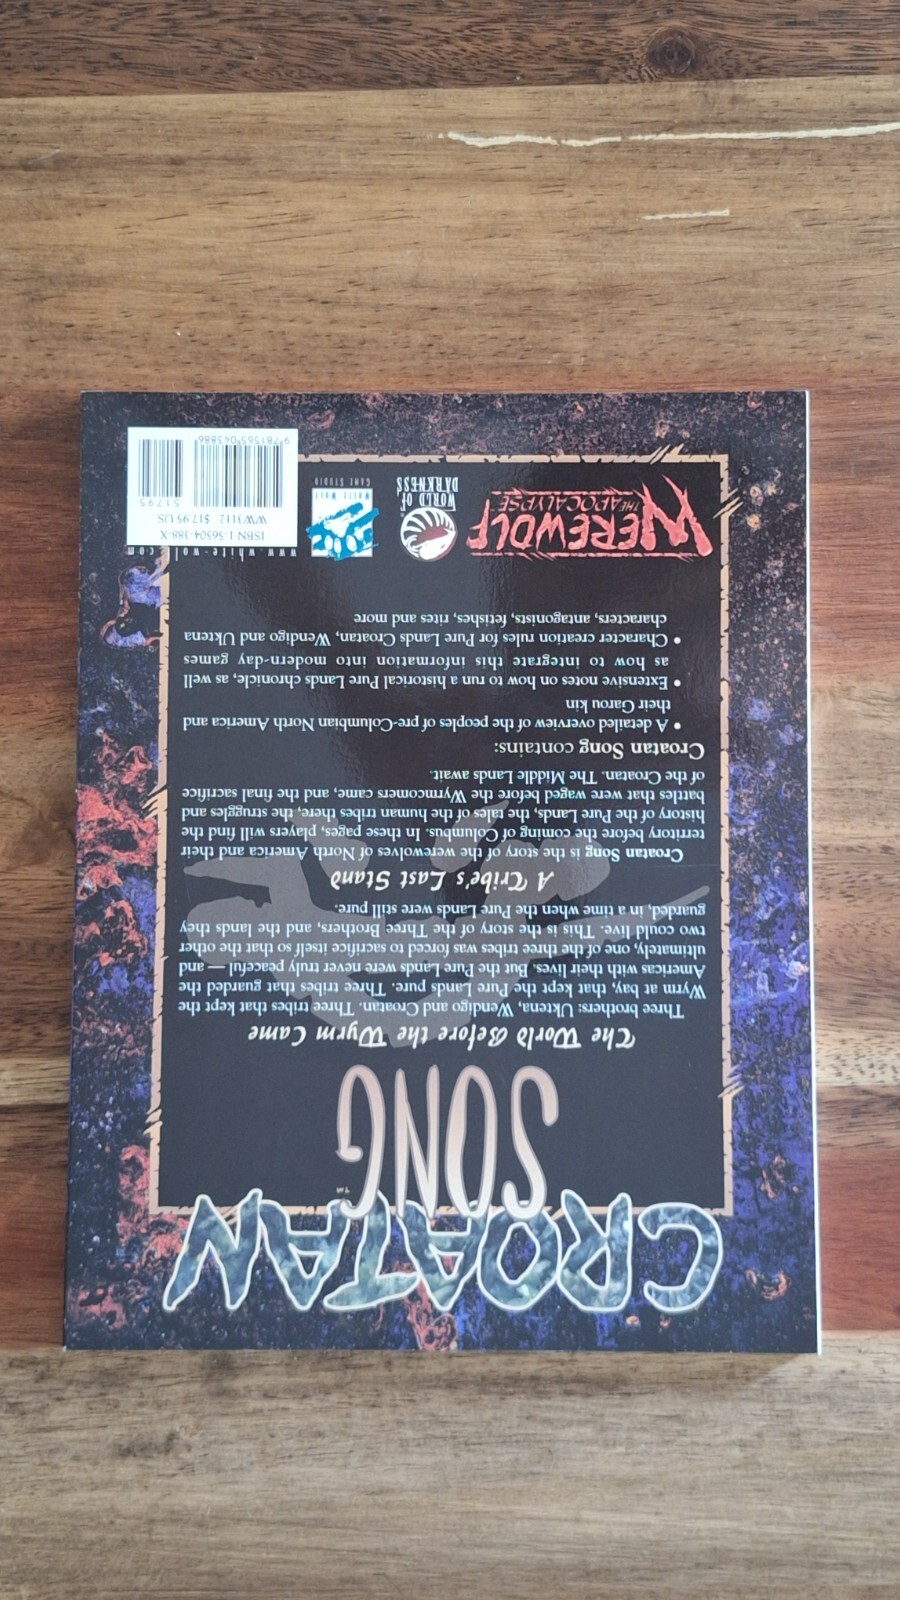 CROATAN
SONG™
The World Before the Wyrm Came
Three brothers: Uktena, Wendigo and Croatan. Three tribes that kept the
Wyrm at bay, that kept the Pure Lands pure. Three tribes that guarded the
Americas with their lives. But the Pure Lands were never truly peaceful — and
ultimately, one of the three tribes was forced to sacrifice itself so that the other
two could live. This is the story of the Three Brothers, and the lands they
guarded, in a time when the Pure Lands were still pure.
A Tribe's Last Stand
Croatan Song is the story of the werewolves of North America and their
territory before the coming of Columbus. In these pages, players will find the
history of the Pure Lands, the tales of the human tribes there, the struggles and
battles that were waged before the Wyrmcomers came, and the final sacrifice
of the Croatan. The Middle Lands await.
Croatan Song contains:
• A detailed overview of the peoples of pre-Columbian North America and
their Garou kin
• Extensive notes on how to run a historical Pure Lands chronicle, as well
as how to integrate this information into modern-day games
• Character creation rules for Pure Lands Croatan, Wendigo and Uktena
characters, antagonists, fetishes, rites and more
WEREWOLF
THE APOCALYPSE
WORLD OF
DARKNESS
White Wolf
GAME STUDIO
www.white-wolf.com
ISBN 1-56504-388-X
WW3112 $17.95 US
51795
9781565043886